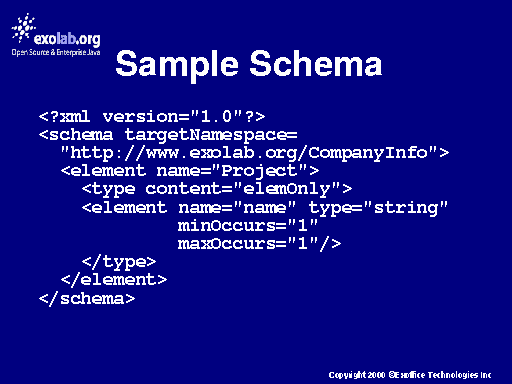 exolab.org
Open Source & Enterprise Java
Sample Schema
<?xml version="1.0"?>
<schema targetNamespace=
"http://www.exolab.org/CompanyInfo">
<element name="Project">
<type content="elemOnly">
<element name="name" type="string"
minOccurs="1"
maxOccurs="1"/>
</type>
</element>
</schema>
Copyright 2000 ©Exoffice Technologies Inc